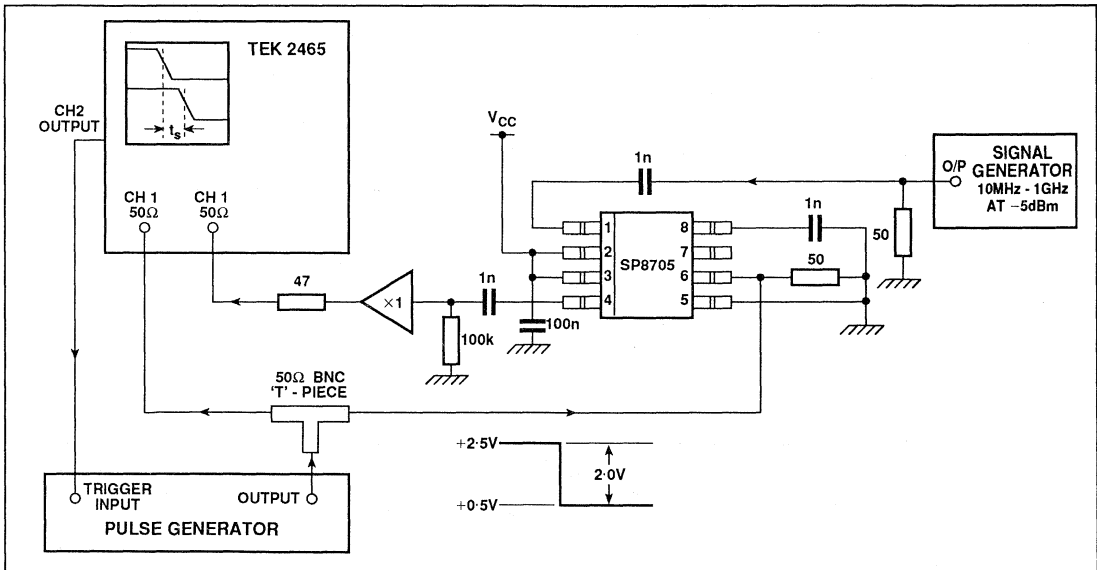 TEK 2465
CH2
OUTPUT
t_s
CH 1
50Ω
CH 1
50Ω
V_CC
1n
O/P
SIGNAL
GENERATOR
10MHz - 1GHz
AT −5dBm
1n
50
1
2
3
4
8
7
6
5
SP8705
50
47
×1
1n
100k
100n
50Ω BNC
'T' - PIECE
TRIGGER
INPUT
OUTPUT
PULSE GENERATOR
+2·5V
2·0V
+0·5V